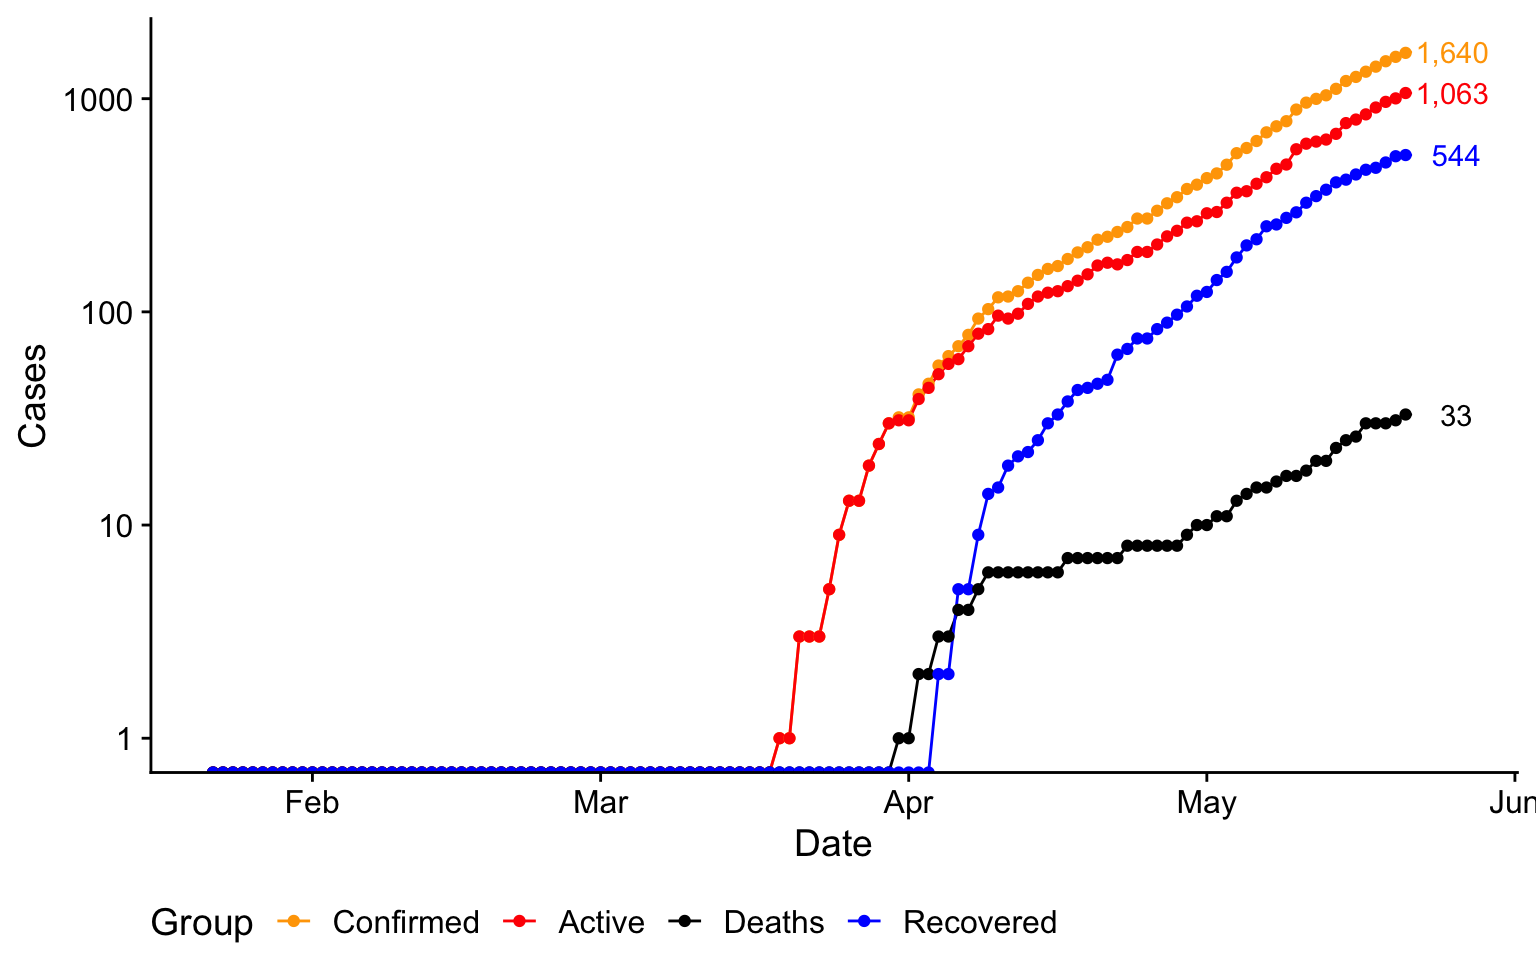 1,640
1000
1,063
544
100
Cases
33
10
1
Feb Mar Apr May Jun
Date
Group Confirmed Active Deaths Recovered